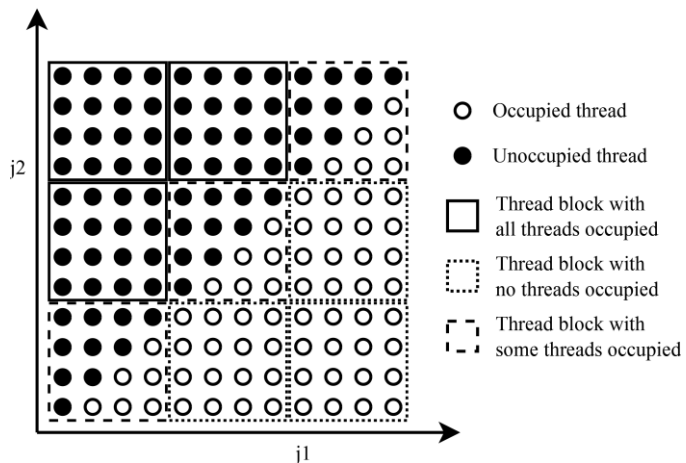 j2
j1
Occupied thread
Unoccupied thread
Thread block with
all threads occupied
Thread block with
no threads occupied
Thread block with
some threads occupied